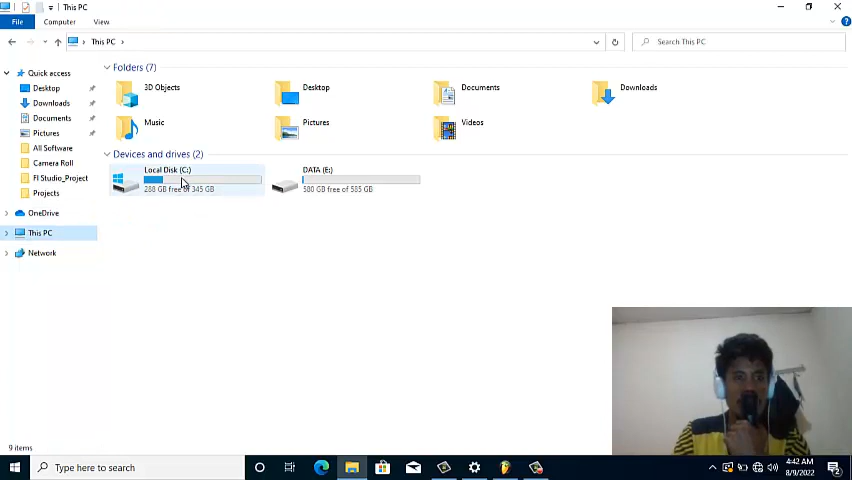 This PC
File
Computer
View
This PC
Search This PC
Quick access
Desktop
Downloads
Documents
Pictures
All Software
Camera Roll
Fl Studio_Project
Projects
OneDrive
This PC
Network
Folders (7)
3D Objects
Desktop
Documents
Downloads
Music
Pictures
Videos
Devices and drives (2)
Local Disk (C:)
288 GB free of 345 GB
DATA (E:)
580 GB free of 585 GB
9 items
Type here to search
4:42 AM
8/9/2022
2